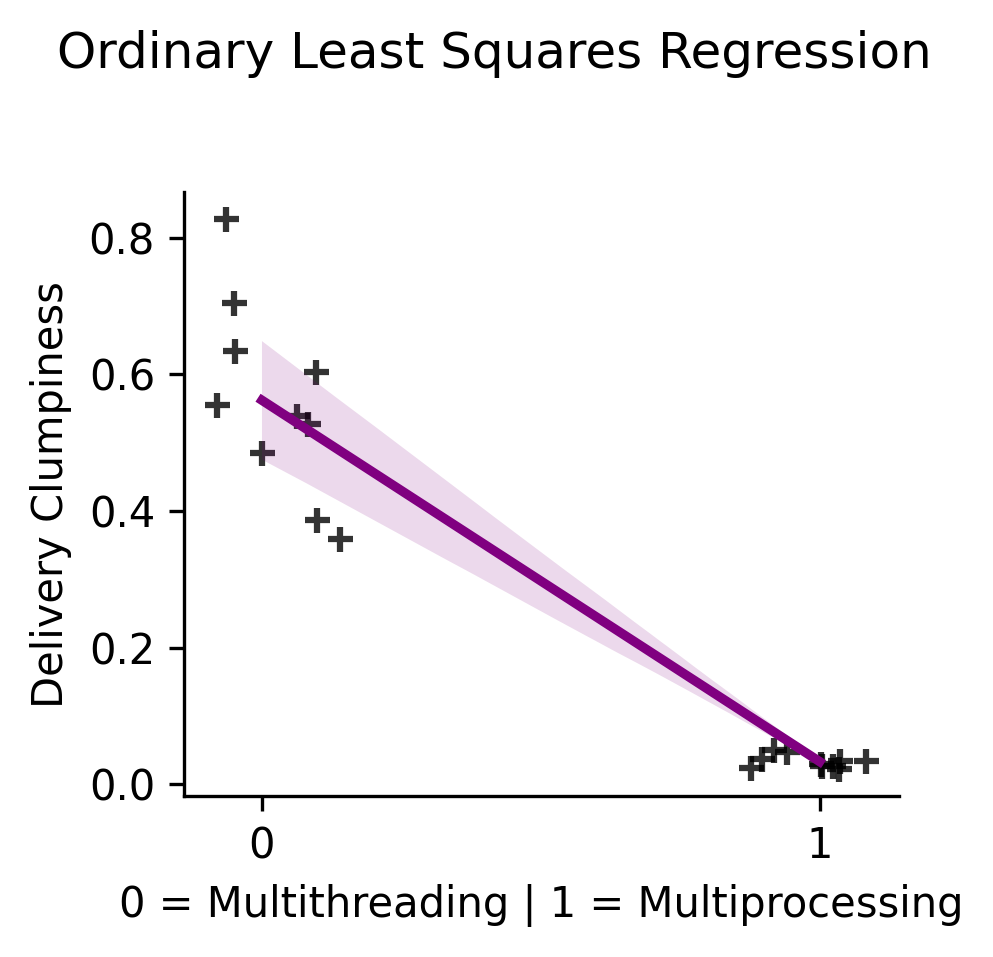 Ordinary Least Squares Regression
Delivery Clumpiness
0.8
0.6
0.4
0.2
0.0
0 1
0 = Multithreading | 1 = Multiprocessing